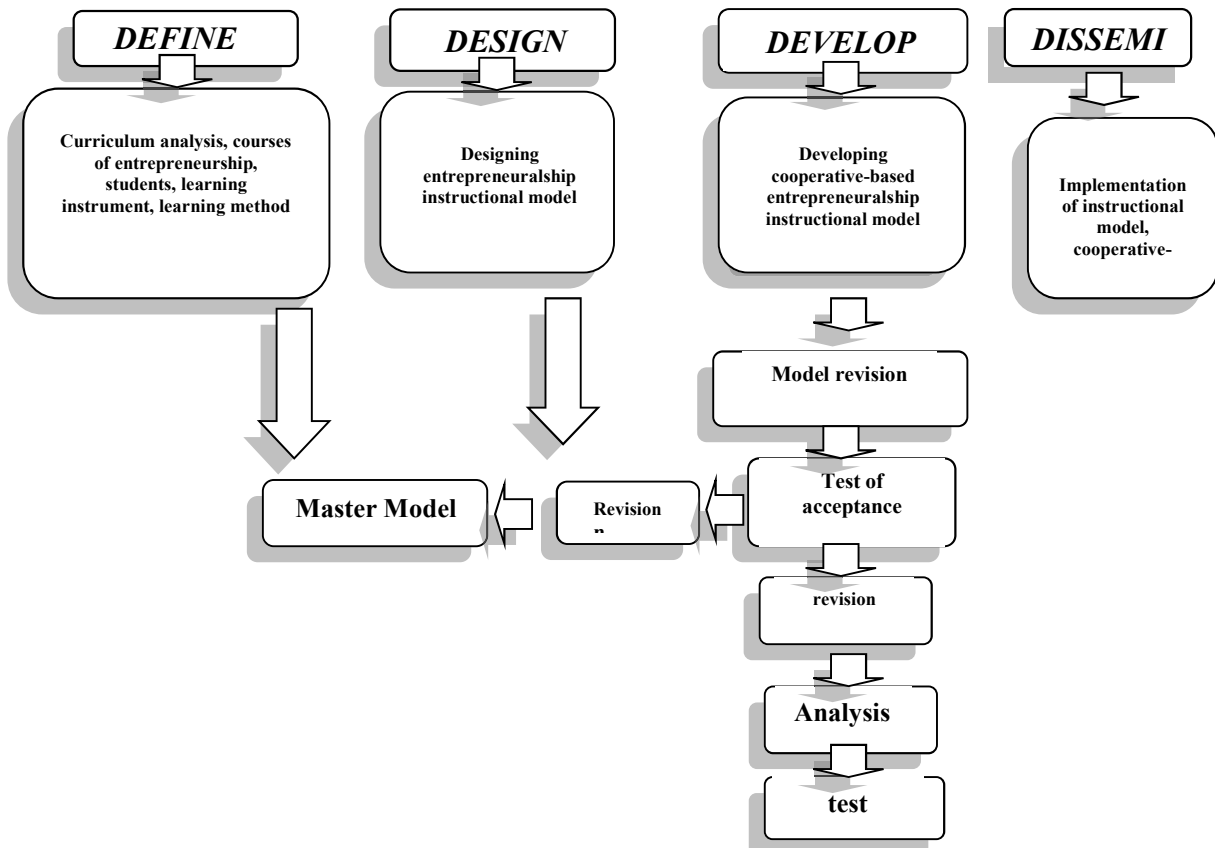 DEFINE
DESIGN
DEVELOP
DISSEMI
Curriculum analysis, courses
of entrepreneurship,
students, learning
instrument, learning method
Designing
entrepreneuralship
instructional model
Developing
cooperative-based
entrepreneuralship
instructional model
Implementation
of instructional
model,
cooperative-
Model revision
Test of
acceptance
Revision
Master Model
revision
Analysis
test